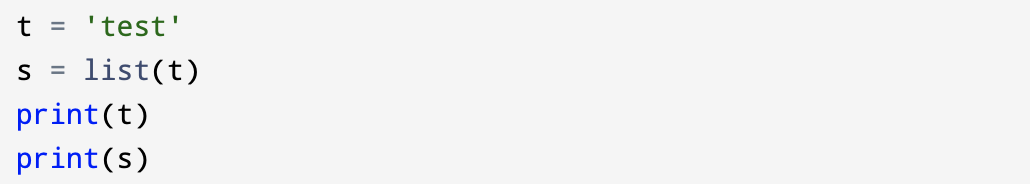 t = 'test'
s = list(t)
print(t)
print(s)